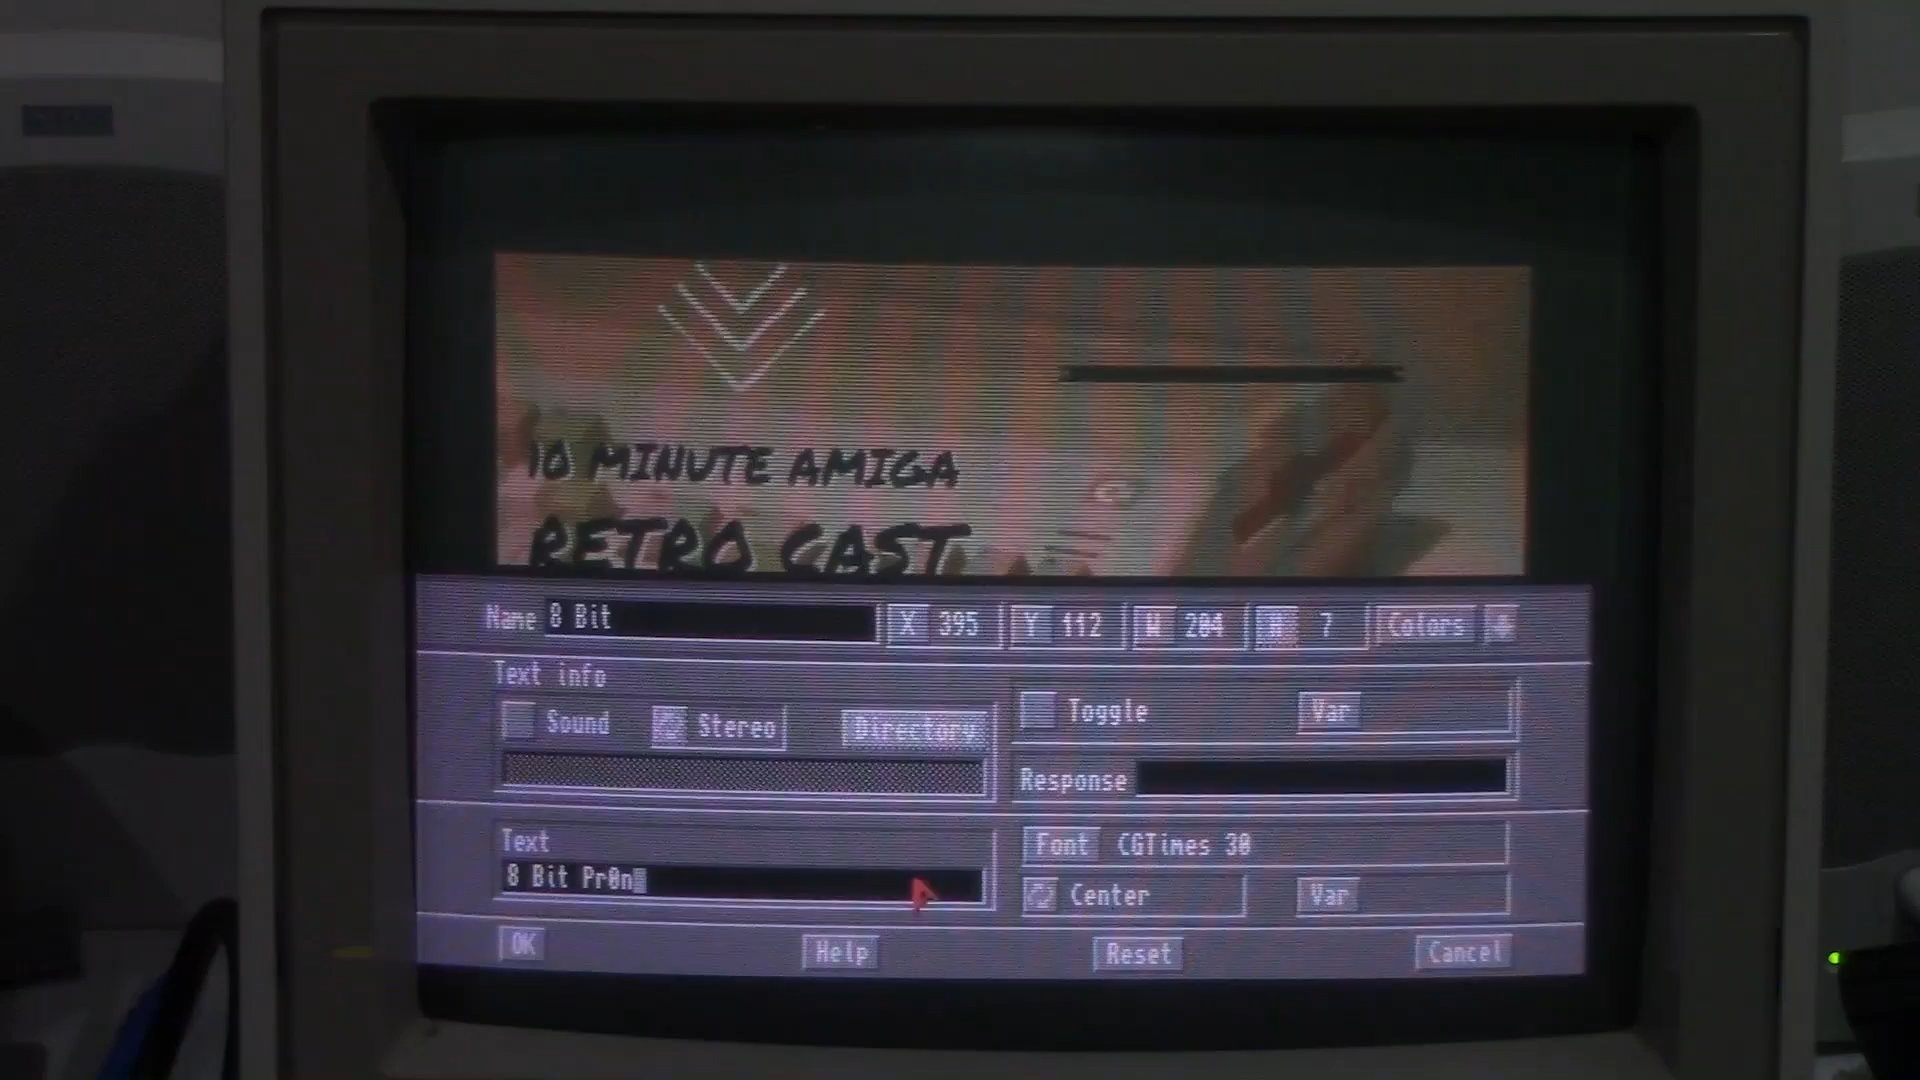 10 MINUTE AMIGA
RETRO CAST
Name 8 Bit X 395 Y 112 W 204 H 7 Colors
Text info
Sound Stereo Directory
Toggle Var
Response
Text
8 Bit Pr0n
Font CGTimes 30
Center Var
OK Help Reset Cancel